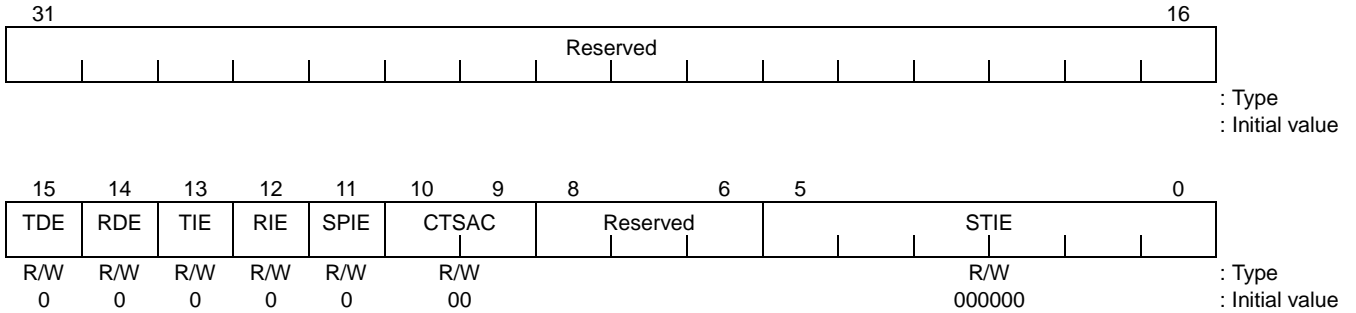 31 16
Reserved
: Type
: Initial value
15 14 13 12 11 10 9 8 6 5 0
TDE RDE TIE RIE SPIE CTSAC Reserved STIE
R/W R/W R/W R/W R/W R/W R/W : Type
0 0 0 0 0 00 000000 : Initial value